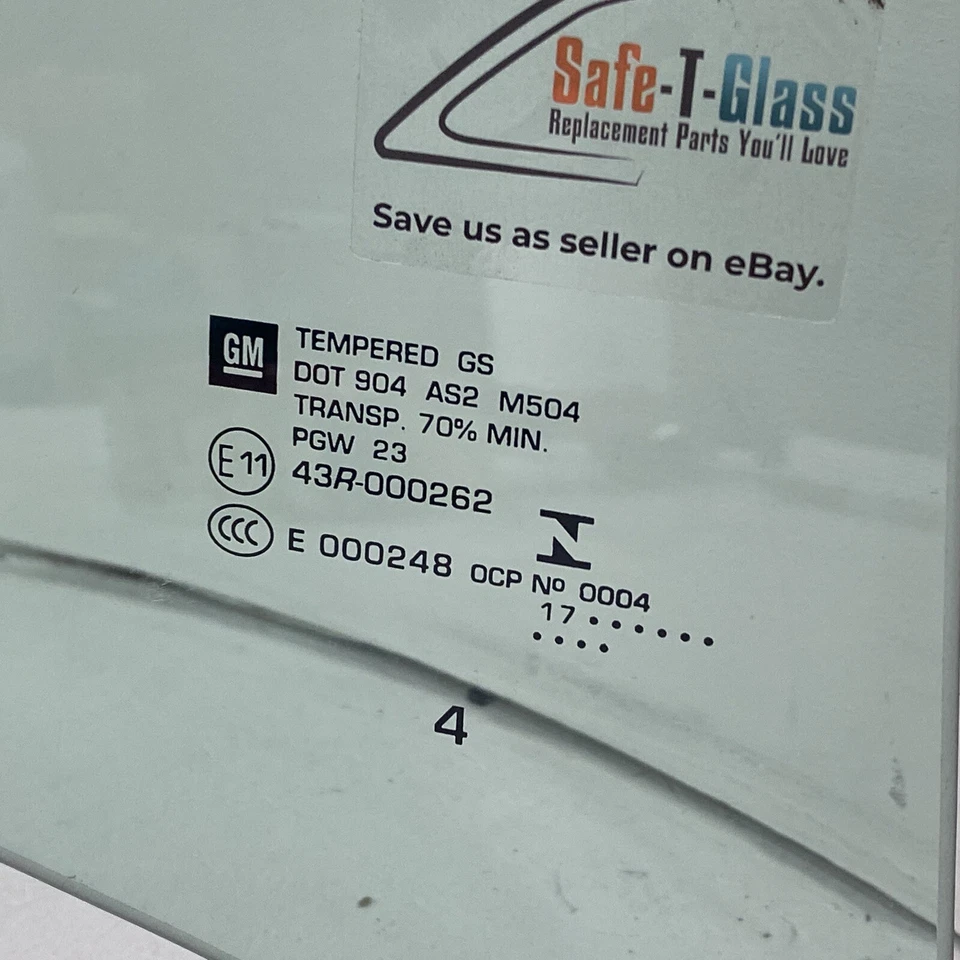 Safe-T-Glass
Replacement Parts You'll Love
Save us as seller on eBay.
GM
TEMPERED GS
DOT 904 AS2 M504
TRANSP. 70% MIN.
PGW 23
E11 43R-000262
CCC E 000248 OCP Nº 0004
17
4